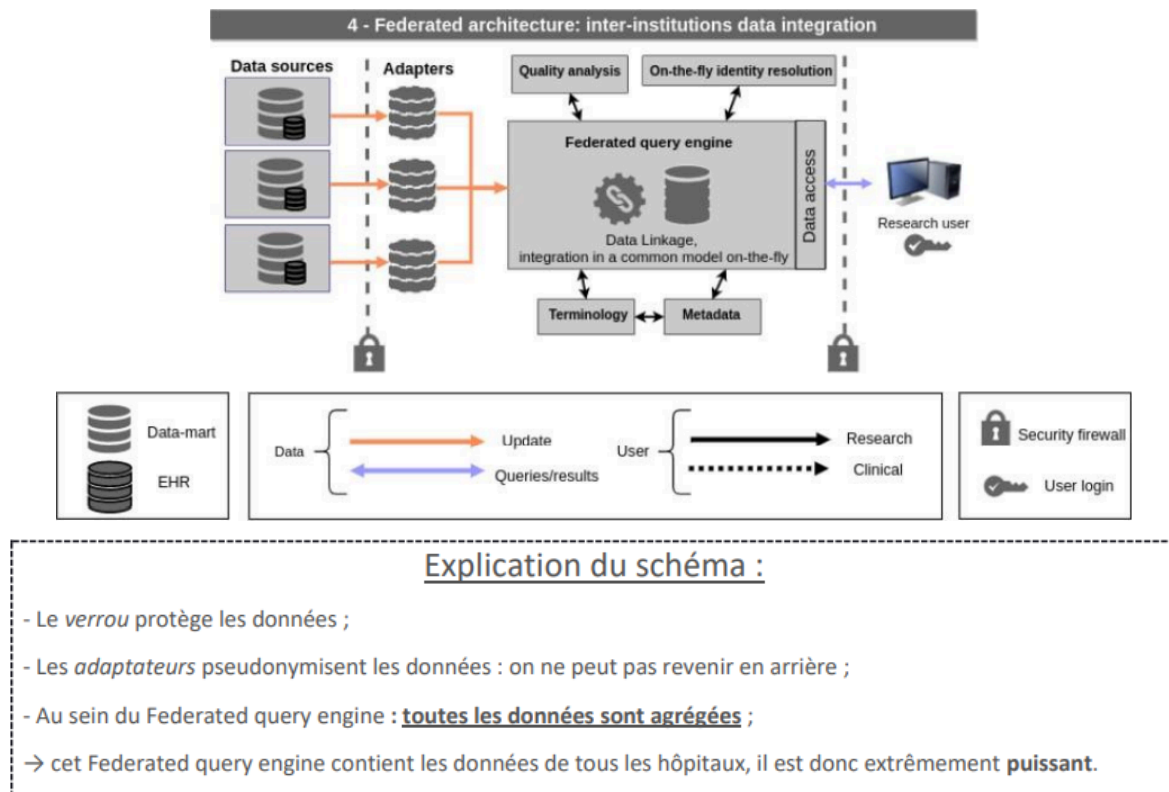 4 - Federated architecture: inter-institutions data integration
Data sources
Adapters
Quality analysis
On-the-fly identity resolution
Federated query engine
Data Linkage,
integration in a common model on-the-fly
Data access
Research user
Terminology
Metadata
Data-mart
EHR
Data
Update
Queries/results
User
Research
Clinical
Security firewall
User login
Explication du schéma :
- Le verrou protège les données ;
- Les adaptateurs pseudonymisent les données : on ne peut pas revenir en arrière ;
- Au sein du Federated query engine : toutes les données sont agrégées ;
→ cet Federated query engine contient les données de tous les hôpitaux, il est donc extrêmement puissant.